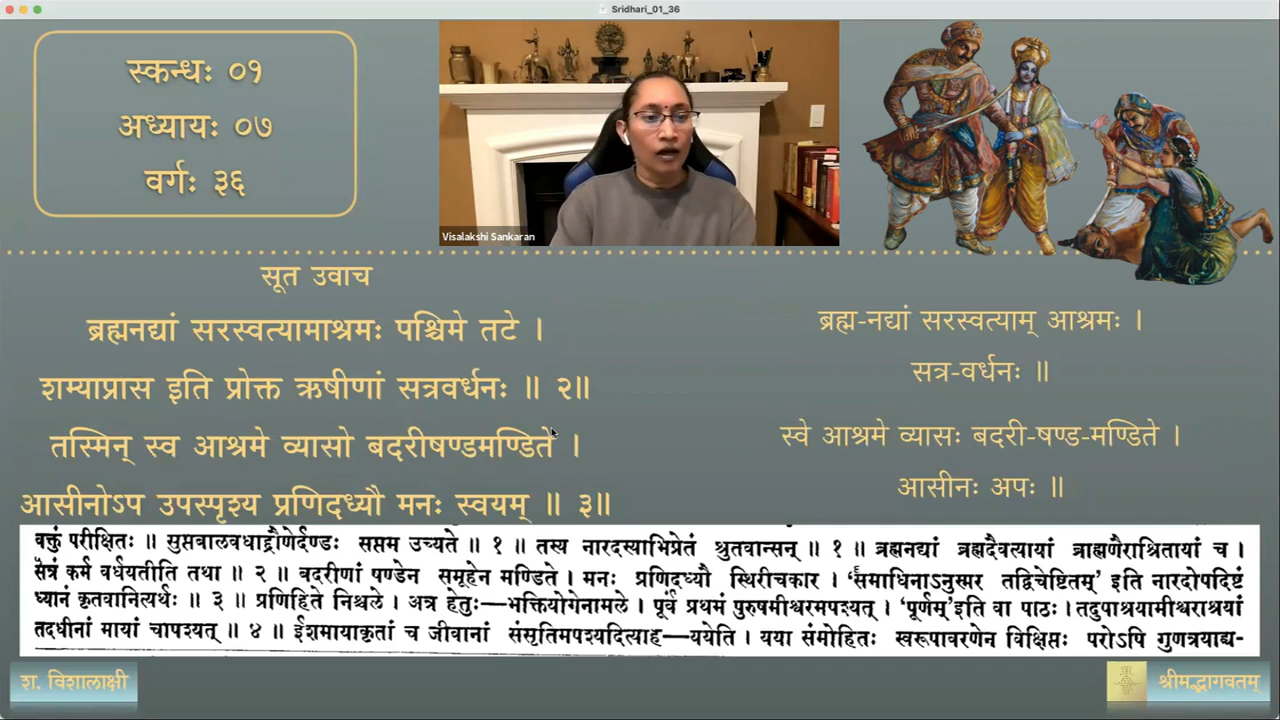 Sridhari_01_36
स्कन्धः ०१
अध्यायः ०७
वर्गः ३६
Visalakshi Sankaran
सूत उवाच
ब्रह्मनद्यां सरस्वत्यामाश्रमः पश्चिमे तटे ।
शम्याप्रास इति प्रोक्त ऋषीणां सत्रवर्धनः ॥ २॥
तस्मिन् स्व आश्रमे व्यासो बदरीषण्डमण्डिते ।
आसीनोऽप उपस्पृश्य प्रणिदध्यौ मनः स्वयम् ॥ ३॥
ब्रह्म-नद्यां सरस्वत्याम् आश्रमः ।
सत्र-वर्धनः ॥
स्वे आश्रमे व्यासः बदरी-षण्ड-मण्डिते ।
आसीनः अपः ॥
वक्तुं परीक्षितः ॥ सुप्तबालवधाद्द्रौणेर्दण्डः सप्तम उच्यते ॥ १ ॥ तस्य नारदस्याभिप्रेतं श्रुतवान्सन् ॥ १ ॥ ब्रह्मनद्यां ब्रह्मदैवत्यायां ब्राह्मणैराश्रितायां च ।
सत्रं कर्म वर्धयतीति तथा ॥ २ ॥ बदरीणां षण्डेन समूहेन मण्डिते । मनः प्रणिदध्यौ स्थिरीचकार । ‘समाधिनाऽनुस्मर तद्विचेष्टितम्’ इति नारदोपदिष्टं
ध्यानं कृतवानित्यर्थः ॥ ३ ॥ प्रणिहिते निश्चले । अत्र हेतुः—भक्तियोगेनामले । पूर्वं प्रथमं पुरुषमीश्वरमपश्यत् । ‘पूर्णम्’इति वा पाठः । तदुपाश्रयामीश्वराश्रयां
तदधीनां मायां चापश्यत् ॥ ४ ॥ ईशमायाकृतां च जीवानां संसृतिमपश्यदित्याह—ययेति । यया संमोहितः स्वरूपावरणेन विक्षिप्तः परोऽपि गुणत्रयाद्य-
श. विशालाक्षी
श्रीमद्भागवतम्